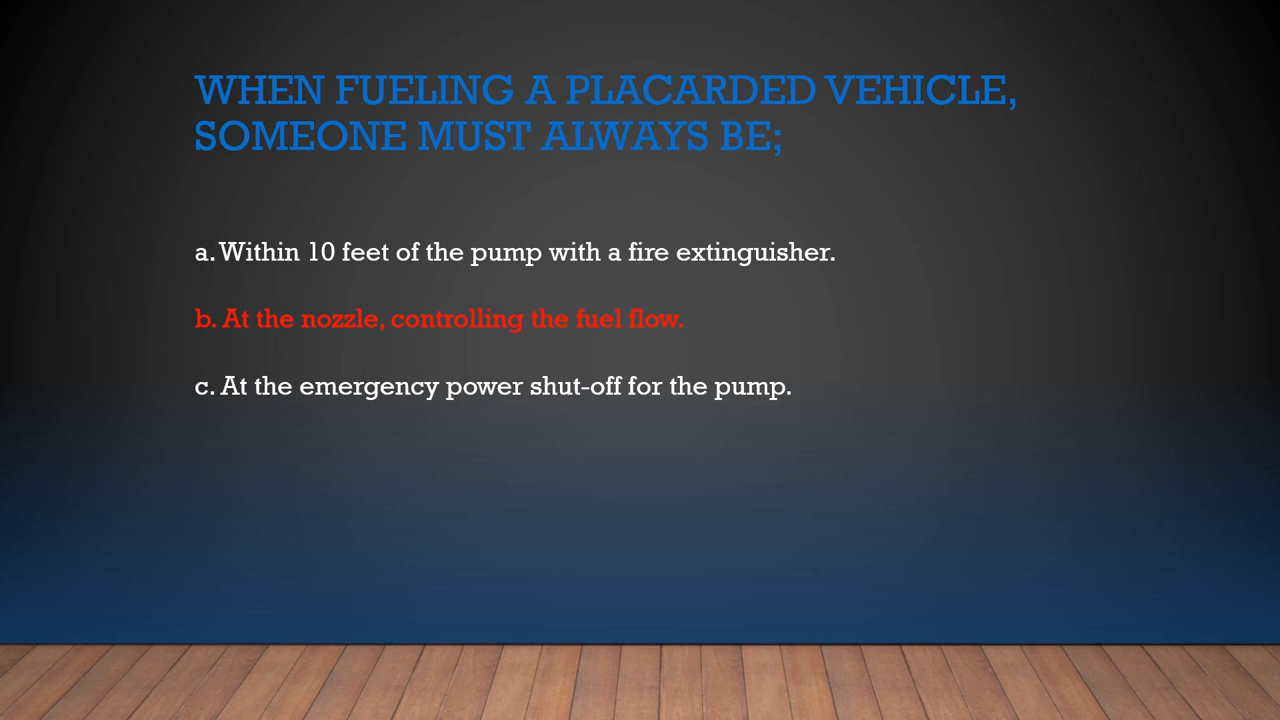 WHEN FUELING A PLACARDED VEHICLE,
SOMEONE MUST ALWAYS BE;
a. Within 10 feet of the pump with a fire extinguisher.
b. At the nozzle, controlling the fuel flow.
c. At the emergency power shut-off for the pump.